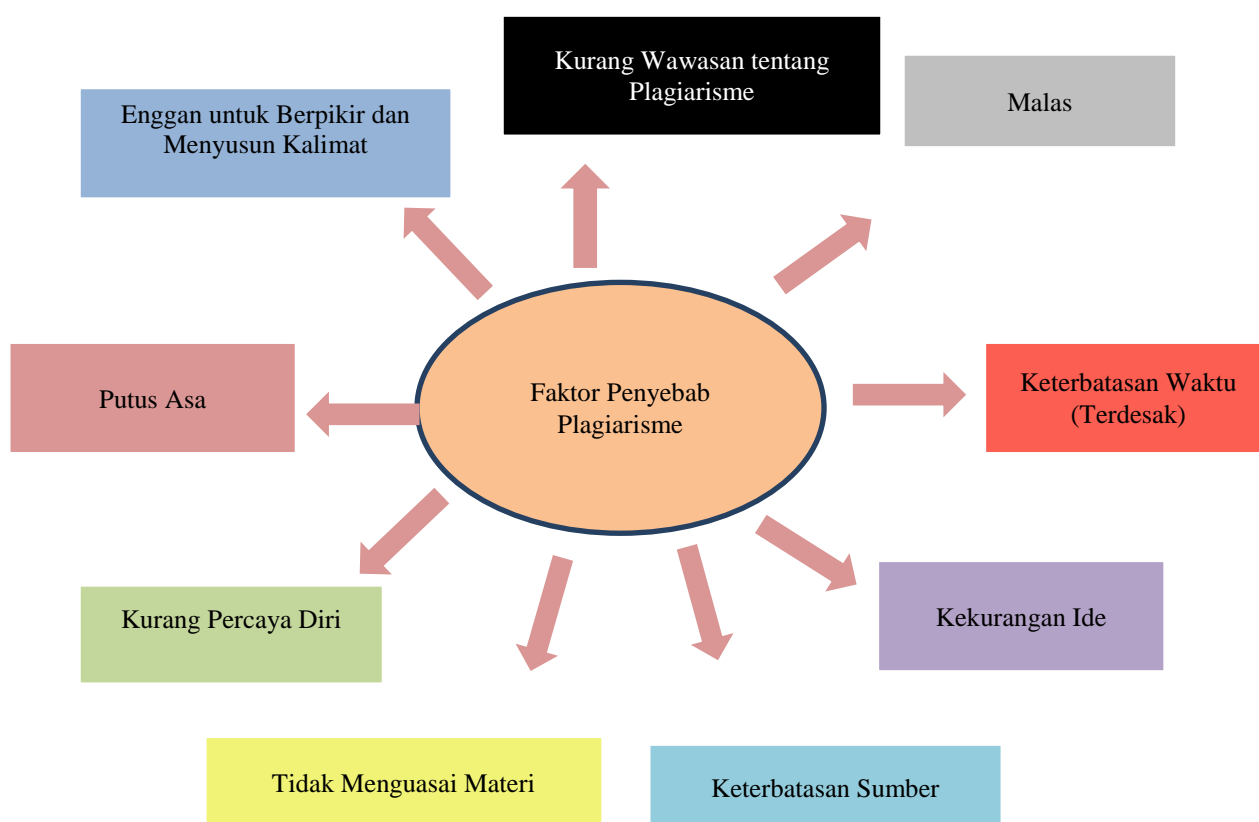 Kurang Wawasan tentang
Plagiarisme
Malas
Enggan untuk Berpikir dan
Menyusun Kalimat
Putus Asa
Faktor Penyebab
Plagiarisme
Keterbatasan Waktu
(Terdesak)
Kurang Percaya Diri
Kekurangan Ide
Tidak Menguasai Materi
Keterbatasan Sumber